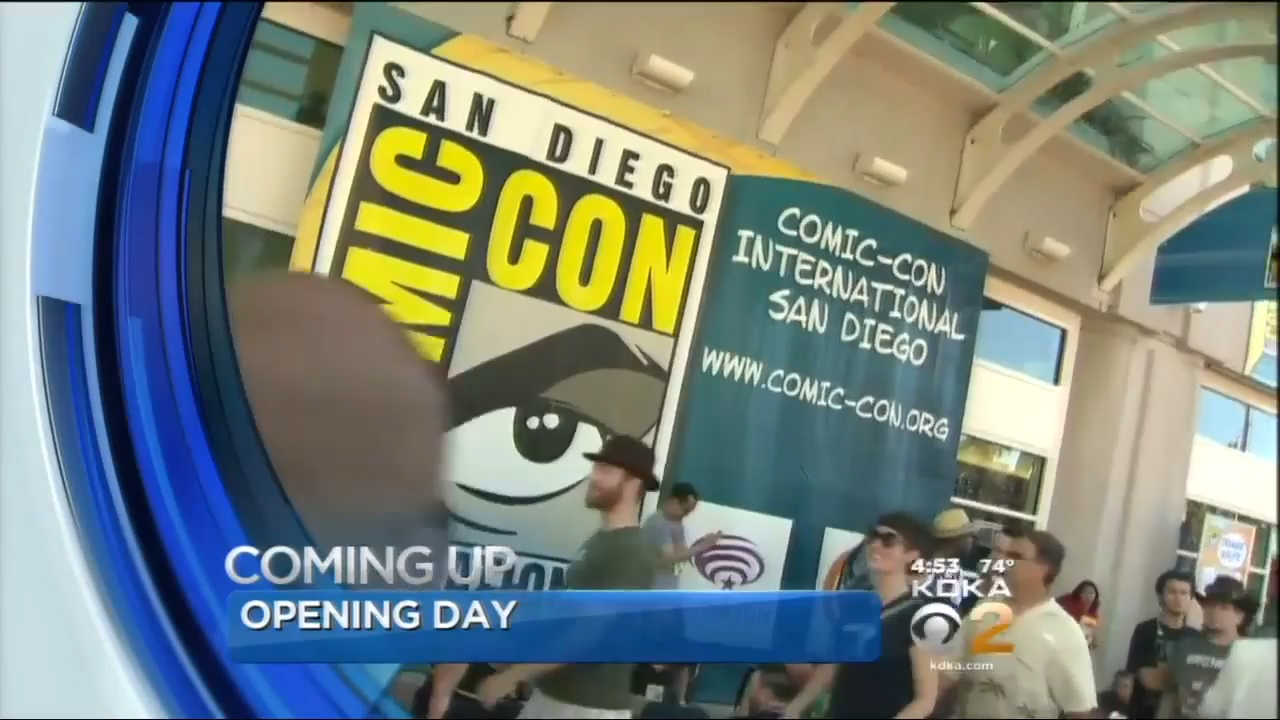 SAN DIEGO
MIC
CON
COMIC-CON
INTERNATIONAL
SAN DIEGO
WWW.COMIC-CON.ORG
COMING UP
OPENING DAY
4:53 74°
KDKA
2
kdka.com